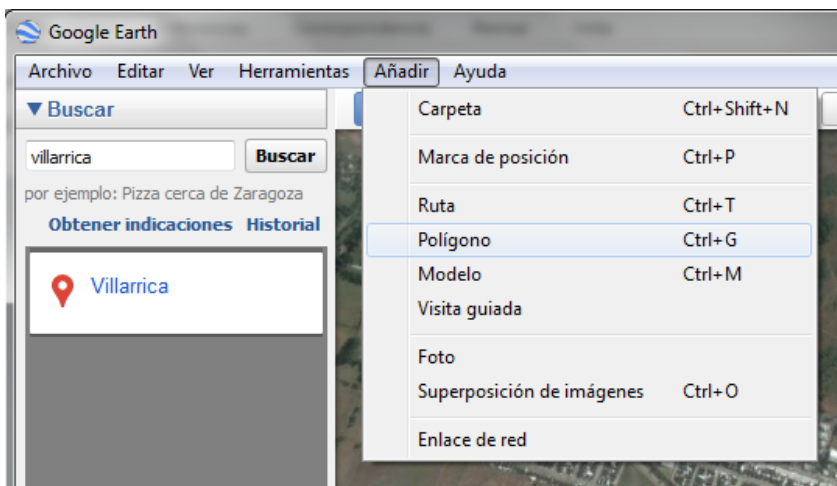 Google Earth
Archivo Editar Ver Herramientas Añadir Ayuda
Buscar
villarrica Buscar
por ejemplo: Pizza cerca de Zaragoza
Obtener indicaciones Historial
Villarrica
Carpeta Ctrl+Shift+N
Marca de posición Ctrl+P
Ruta Ctrl+T
Polígono Ctrl+G
Modelo Ctrl+M
Visita guiada
Foto
Superposición de imágenes Ctrl+O
Enlace de red